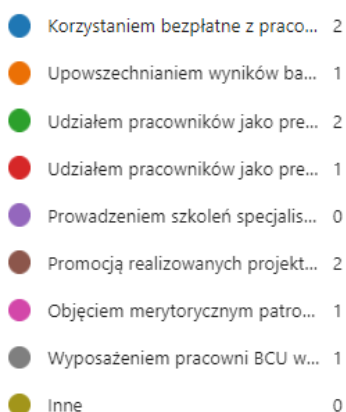 Korzystaniem bezpłatne z praco... 2
Upowszechnianiem wyników ba... 1
Udziałem pracowników jako pre... 2
Udziałem pracowników jako pre... 1
Prowadzeniem szkoleń specjalis... 0
Promocją realizowanych projekt... 2
Objęciem merytorycznym patro... 1
Wyposażeniem pracowni BCU w... 1
Inne 0